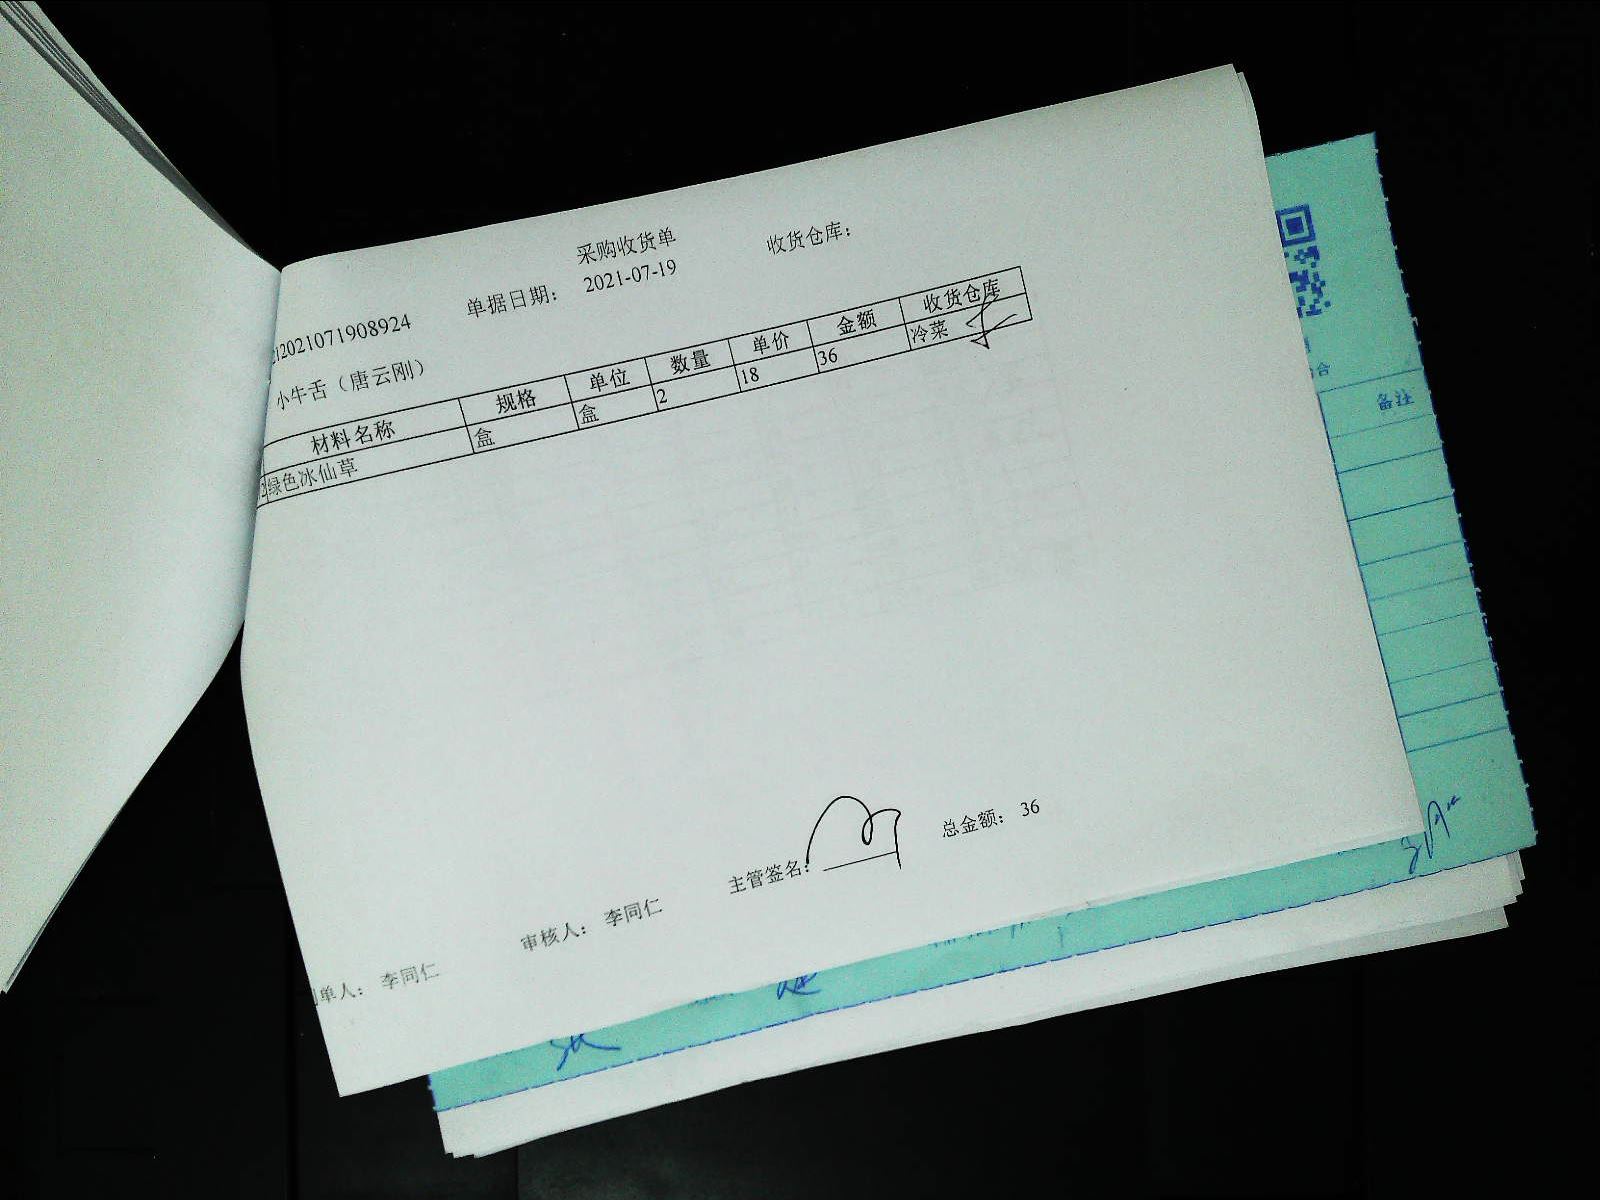 采购收货单
2021071908924 单据日期： 2021-07-19 收货仓库：
小牛舌（唐云刚）
材料名称 规格 单位 数量 单价 金额 收货仓库
绿色冰仙草 盒 盒 2 18 36 冷菜
主管签名： 总金额： 36
单人： 李同仁 审核人： 李同仁
备注